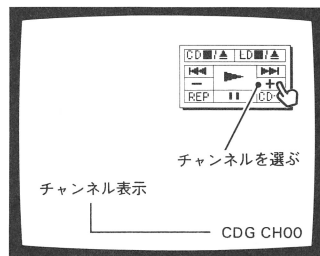 CD■/▲ ED■/▲
⏮ ▶ ⏭
− +
REP ⏸ CD
チャンネルを選ぶ
チャンネル表示
CDG CH00